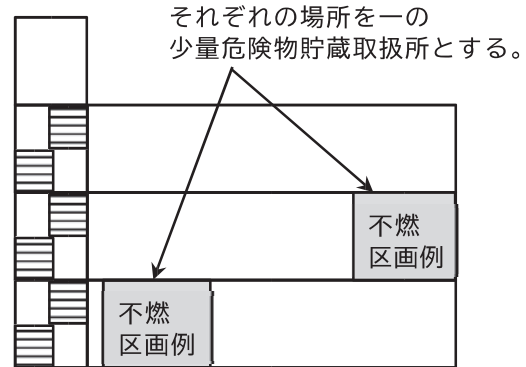 それぞれの場所を一の
少量危険物貯蔵取扱所とする。
不燃
区画例
不燃
区画例